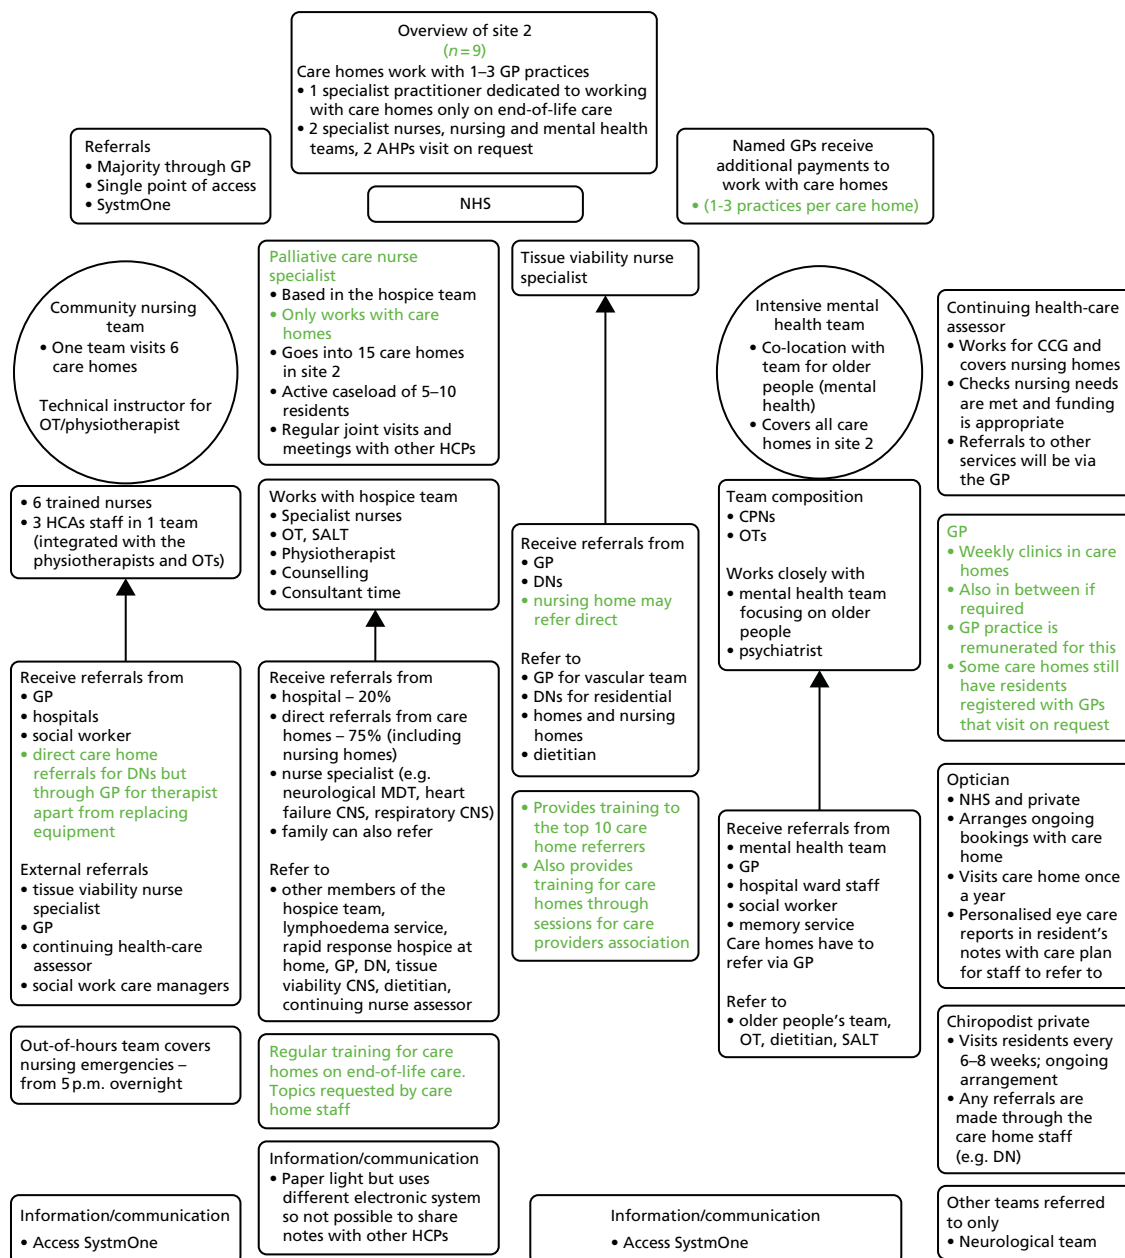 Overview of site 2
(n=9)
Care homes work with 1–3 GP practices
• 1 specialist practitioner dedicated to working
with care homes only on end-of-life care
• 2 specialist nurses, nursing and mental health
teams, 2 AHPs visit on request
Referrals
• Majority through GP
• Single point of access
• SystmOne
Named GPs receive
additional payments to
work with care homes
• (1-3 practices per care home)
NHS
Community nursing
team
• One team visits 6
care homes
Technical instructor for
OT/physiotherapist
• 6 trained nurses
• 3 HCAs staff in 1 team
(integrated with the
physiotherapists and OTs)
Receive referrals from
• GP
• hospitals
• social worker
• direct care home
referrals for DNs but
through GP for therapist
apart from replacing
equipment
External referrals
• tissue viability nurse
specialist
• GP
• continuing health-care
assessor
• social work care managers
Out-of-hours team covers
nursing emergencies –
from 5 p.m. overnight
Information/communication
• Access SystmOne
Palliative care nurse
specialist
• Based in the hospice team
• Only works with care
homes
• Goes into 15 care homes
in site 2
• Active caseload of 5–10
residents
• Regular joint visits and
meetings with other HCPs
Works with hospice team
• Specialist nurses
• OT, SALT
• Physiotherapist
• Counselling
• Consultant time
Receive referrals from
• hospital – 20%
• direct referrals from care
homes – 75% (including
nursing homes)
• nurse specialist (e.g.
neurological MDT, heart
failure CNS, respiratory CNS)
• family can also refer
Refer to
• other members of the
hospice team,
lymphoedema service,
rapid response hospice at
home, GP, DN, tissue
viability CNS, dietitian,
continuing nurse assessor
Regular training for care
homes on end-of-life care.
Topics requested by care
home staff
Information/communication
• Paper light but uses
different electronic system
so not possible to share
notes with other HCPs
Tissue viability nurse
specialist
Receive referrals from
• GP
• DNs
• nursing home may
refer direct
Refer to
• GP for vascular team
• DNs for residential
• homes and nursing
homes
• dietitian
• Provides training to
the top 10 care
home referrers
• Also provides
training for care
homes through
sessions for care
providers association
Intensive mental
health team
• Co-location with
team for older
people (mental
health)
• Covers all care
homes in site 2
Team composition
• CPNs
• OTs
Works closely with
• mental health team
focusing on older
people
• psychiatrist
Receive referrals from
• mental health team
• GP
• hospital ward staff
• social worker
• memory service
Care homes have to
refer via GP
Refer to
• older people’s team,
OT, dietitian, SALT
Information/communication
• Access SystmOne
Continuing health-care
assessor
• Works for CCG and
covers nursing homes
• Checks nursing needs
are met and funding
is appropriate
• Referrals to other
services will be via
the GP
GP
• Weekly clinics in care
homes
• Also in between if
required
• GP practice is
remunerated for this
• Some care homes still
have residents
registered with GPs
that visit on request
Optician
• NHS and private
• Arranges ongoing
bookings with care
home
• Visits care home once
a year
• Personalised eye care
reports in resident’s
notes with care plan
for staff to refer to
Chiropodist private
• Visits residents every
6–8 weeks; ongoing
arrangement
• Any referrals are
made through the
care home staff
(e.g. DN)
Other teams referred
to only
• Neurological team